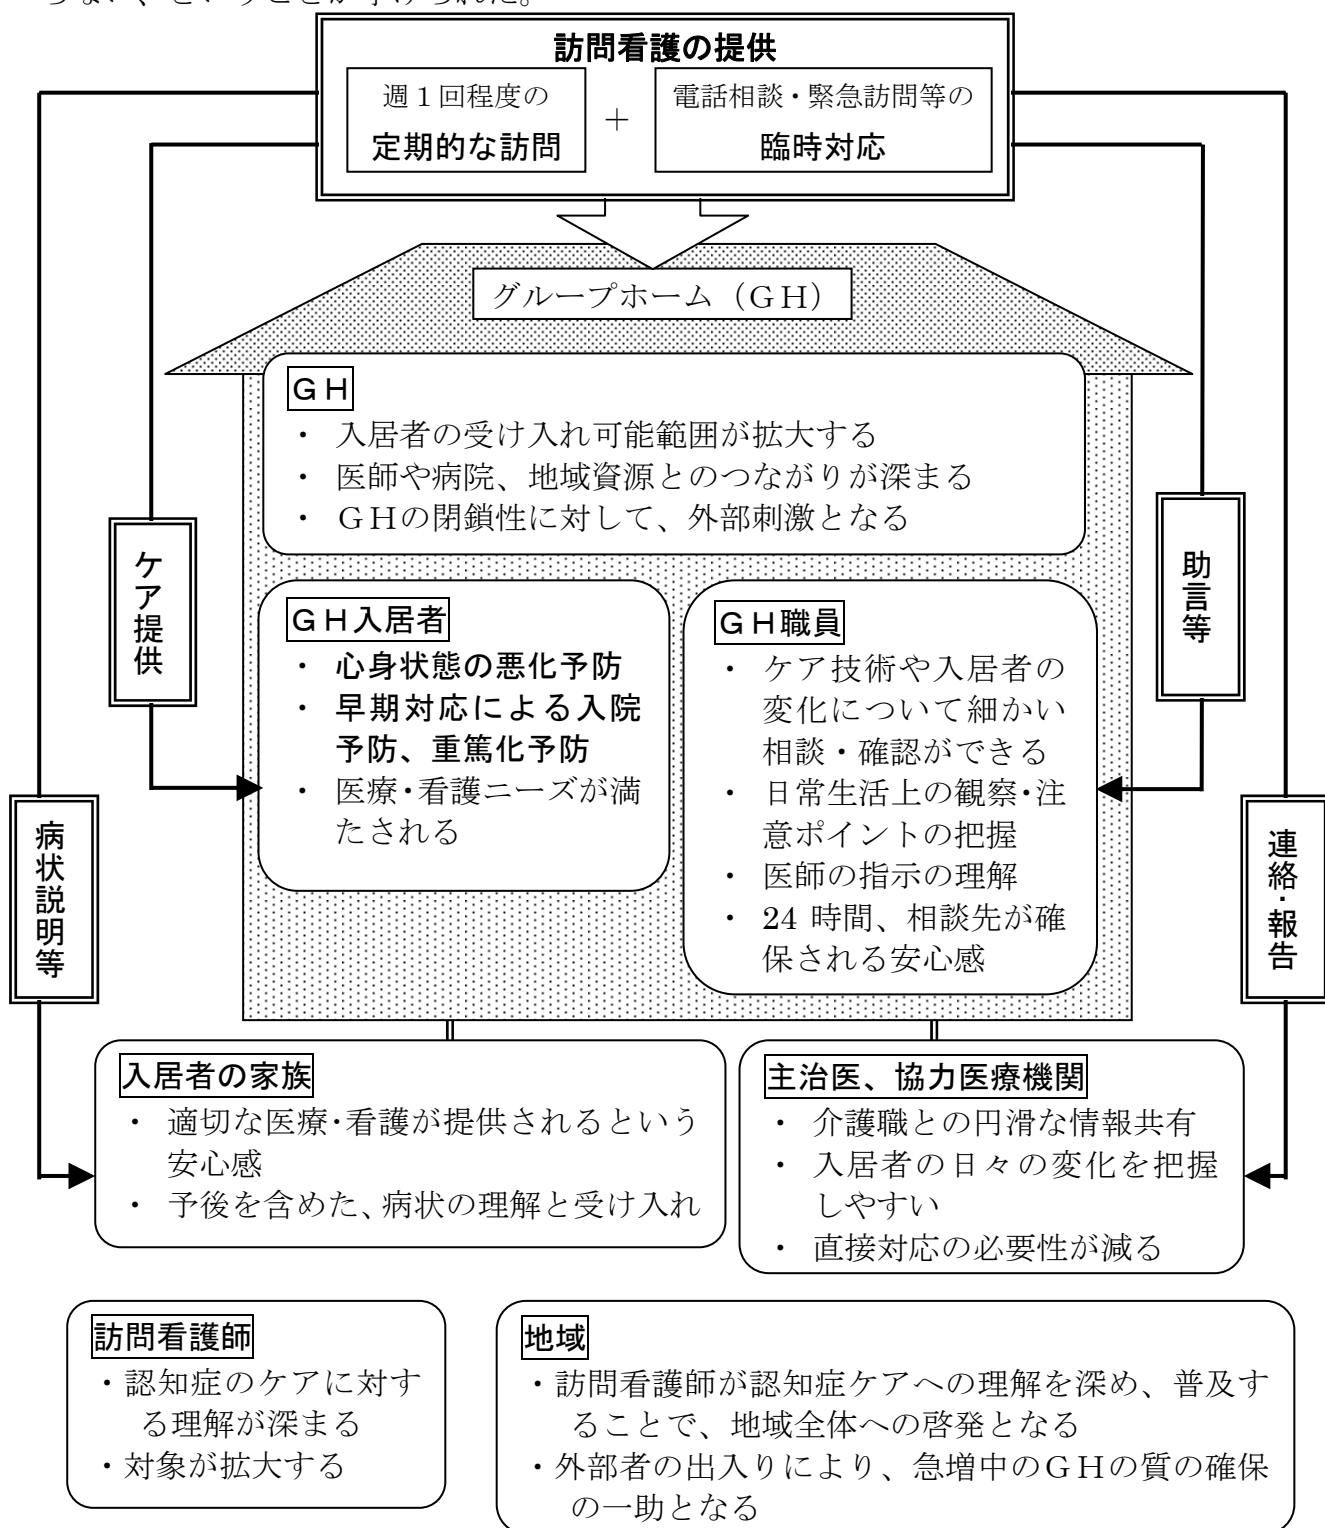 らない、ということが挙げられた。
訪問看護の提供
週1回程度の
定期的な訪問
+
電話相談・緊急訪問等の
臨時対応
グループホーム（GH）
GH
・ 入居者の受け入れ可能範囲が拡大する
・ 医師や病院、地域資源とのつながりが深まる
・ GHの閉鎖性に対して、外部刺激となる
ケア提供
助言等
GH入居者
・ 心身状態の悪化予防
・ 早期対応による入院
予防、重篤化予防
・ 医療・看護ニーズが満
たされる
GH職員
・ ケア技術や入居者の
変化について細かい
相談・確認ができる
・ 日常生活上の観察・注
意ポイントの把握
・ 医師の指示の理解
・ 24 時間、相談先が確
保される安心感
病状説明等
連絡・報告
入居者の家族
・ 適切な医療・看護が提供されるという
安心感
・ 予後を含めた、病状の理解と受け入れ
主治医、協力医療機関
・ 介護職との円滑な情報共有
・ 入居者の日々の変化を把握
しやすい
・ 直接対応の必要性が減る
訪問看護師
・認知症のケアに対す
る理解が深まる
・対象が拡大する
地域
・訪問看護師が認知症ケアへの理解を深め、普及す
ることで、地域全体への啓発となる
・外部者の出入りにより、急増中のGHの質の確保
の一助となる